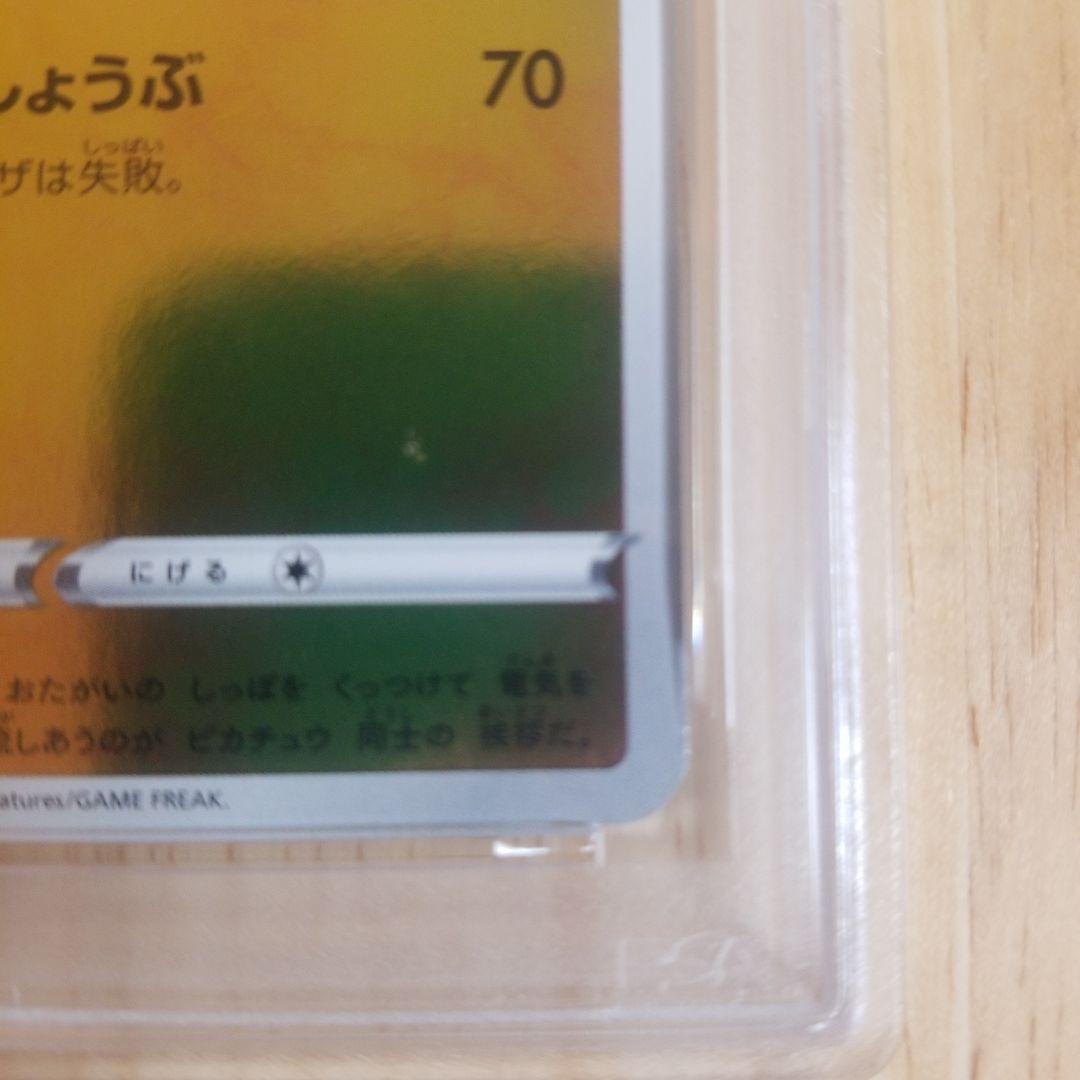 しょうぶ 70
しっぱい
ザは失敗。
にげる
おたがいの しっぽを くっつけて 電気を
しあうのが ピカチュウ 同士の 挨拶だ。
atures/GAME FREAK.